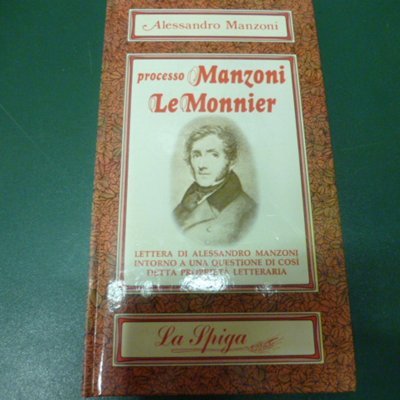 Alessandro Manzoni
processo Manzoni
Le Monnier
LETTERA DI ALESSANDRO MANZONI
INTORNO A UNA QUESTIONE DI COSÌ
DETTA PROPRIETÀ LETTERARIA
La Spiga